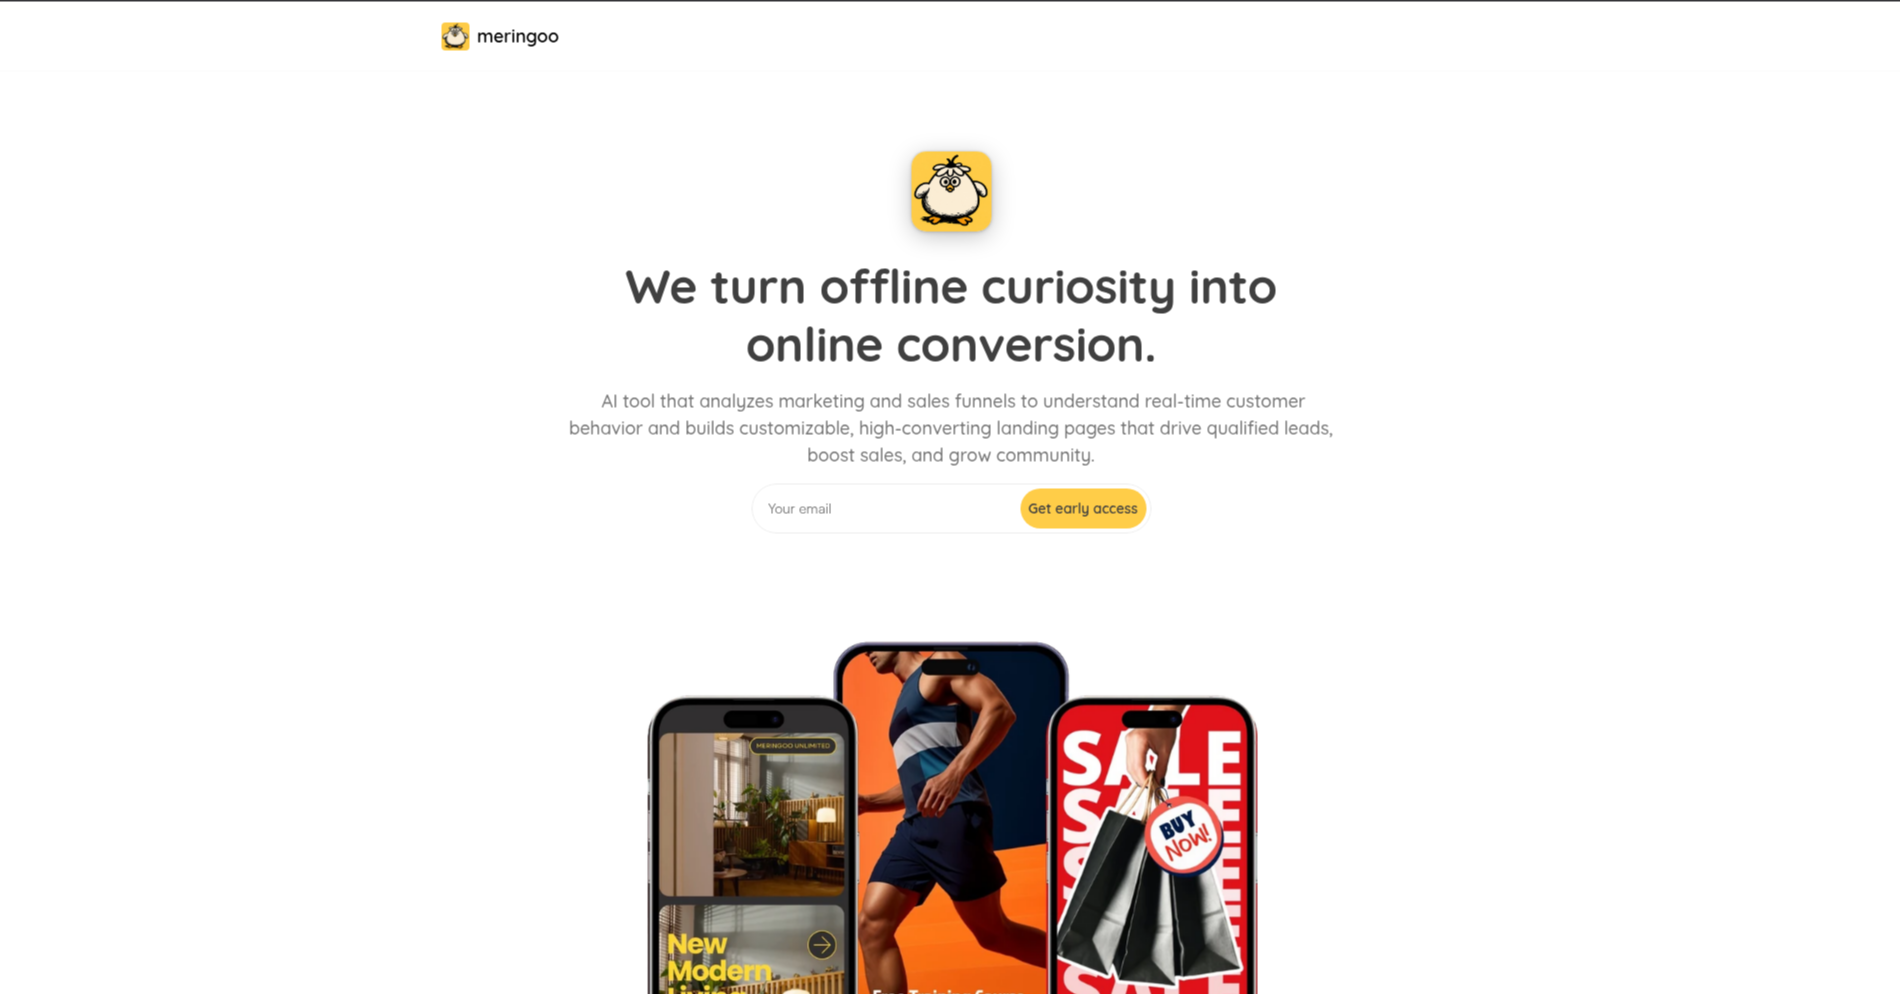 meringoo
We turn offline curiosity into
online conversion.
AI tool that analyzes marketing and sales funnels to understand real-time customer
behavior and builds customizable, high-converting landing pages that drive qualified leads,
boost sales, and grow community.
Your email
Get early access
MERINGOO UNLIMITED
New
Modern
SALE
BUY
NOW!